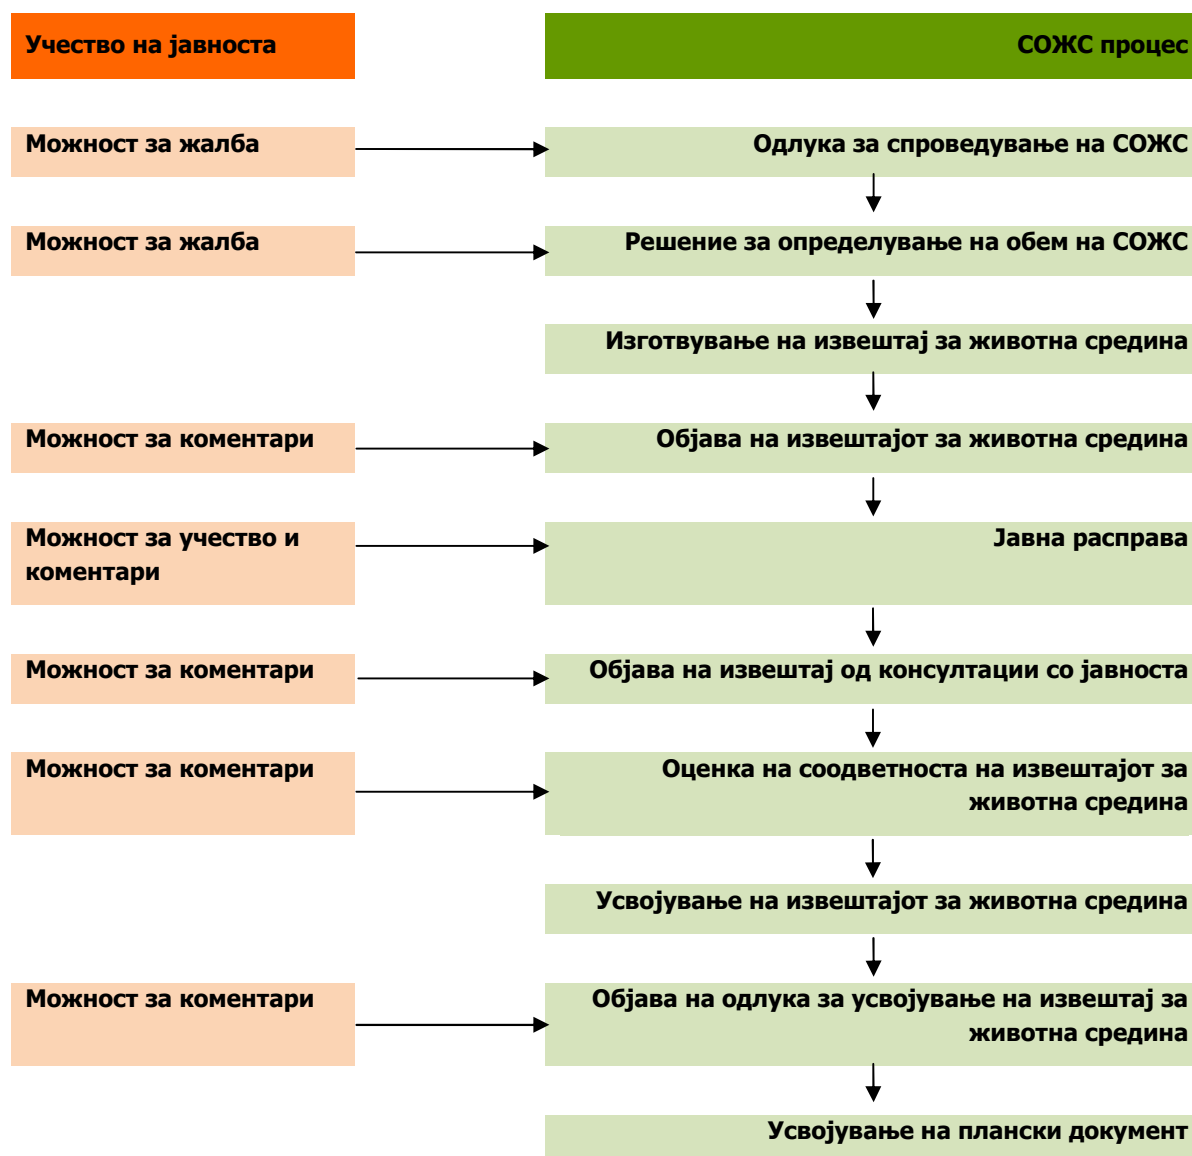 Учество на јавноста
СОЖС процес
Можност за жалба
Одлука за спроведување на СОЖС
Можност за жалба
Решение за определување на обем на СОЖС
Изготвување на извештај за животна средина
Можност за коментари
Објава на извештајот за животна средина
Можност за учество и
коментари
Јавна расправа
Можност за коментари
Објава на извештај од консултации со јавноста
Можност за коментари
Оценка на соодветноста на извештајот за
животна средина
Усвојување на извештајот за животна средина
Можност за коментари
Објава на одлука за усвојување на извештај за
животна средина
Усвојување на плански документ